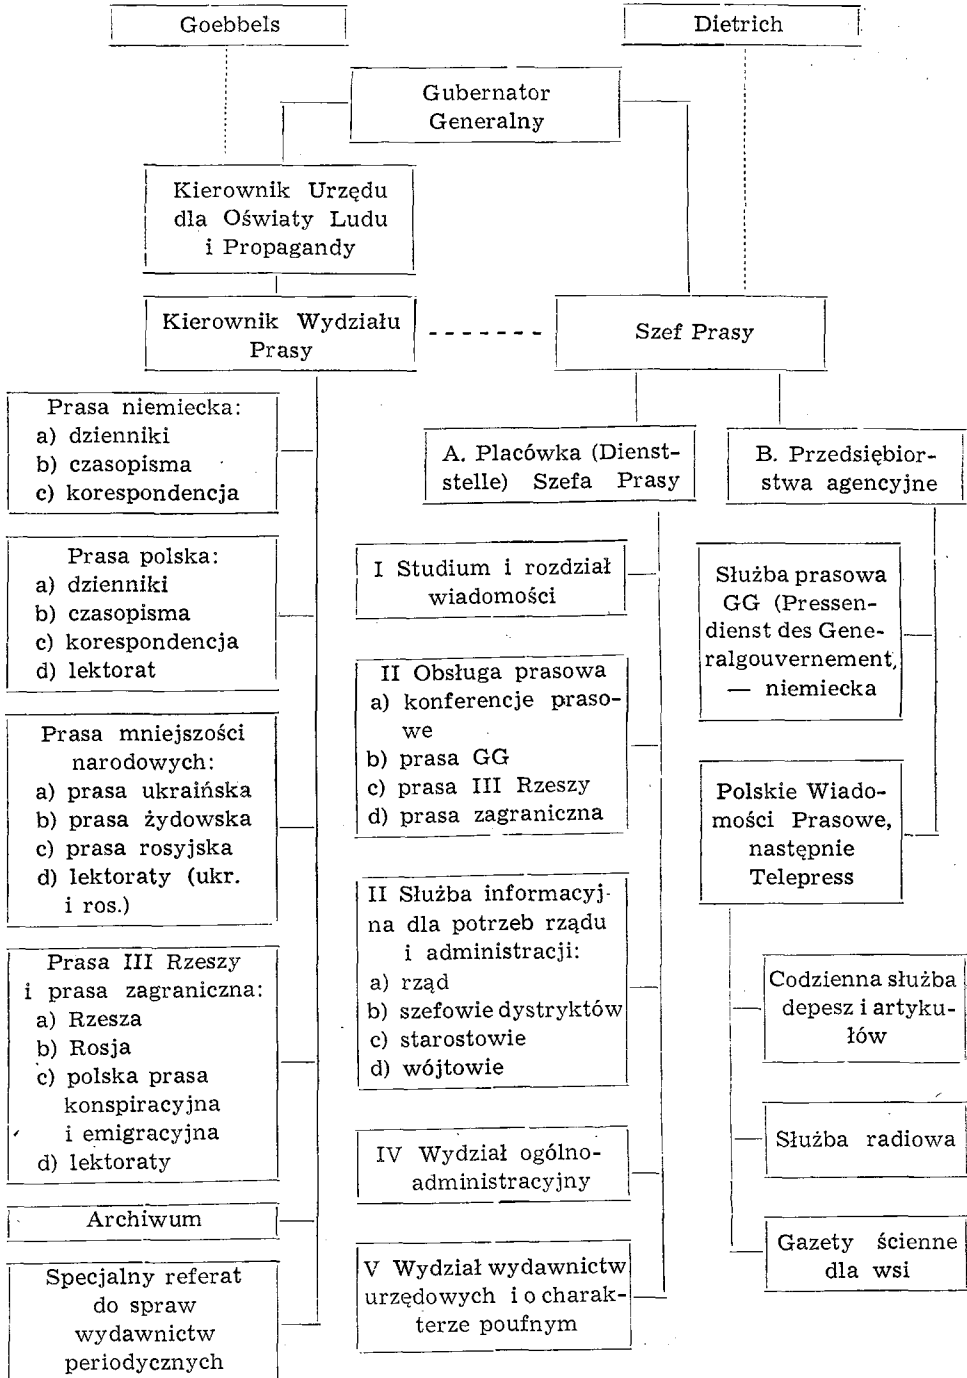 Goebbels
Dietrich
Gubernator
Generalny
Kierownik Urzędu
dla Oświaty Ludu
i Propagandy
Kierownik Wydziału
Prasy
Szef Prasy
Prasa niemiecka:
a) dzienniki
b) czasopisma
c) korespondencja
Prasa polska:
a) dzienniki
b) czasopisma
c) korespondencja
d) lektorat
Prasa mniejszości
narodowych:
a) prasa ukraińska
b) prasa żydowska
c) prasa rosyjska
d) lektoraty (ukr.
i ros.)
Prasa III Rzeszy
i prasa zagraniczna:
a) Rzesza
b) Rosja
c) polska prasa
konspiracyjna
i emigracyjna
d) lektoraty
Archiwum
Specjalny referat
do spraw
wydawnictw
periodycznych
A. Placówka (Dienst-
stelle) Szefa Prasy
I Studium i rozdział
wiadomości
II Obsługa prasowa
a) konferencje praso-
we
b) prasa GG
c) prasa III Rzeszy
d) prasa zagraniczna
II Służba informacyj-
na dla potrzeb rządu
i administracji:
a) rząd
b) szefowie dystryktów
c) starostowie
d) wójtowie
IV Wydział ogólno-
administracyjny
V Wydział wydawnictw
urzędowych i o charak-
terze poufnym
B. Przedsiębior-
stwa agencyjne
Służba prasowa
GG (Pressen-
dienst des Gene-
ralgouvernement,
— niemiecka
Polskie Wiado-
mości Prasowe,
następnie
Telepress
Codzienna służba
depesz i artyku-
łów
Służba radiowa
Gazety ścienne
dla wsi